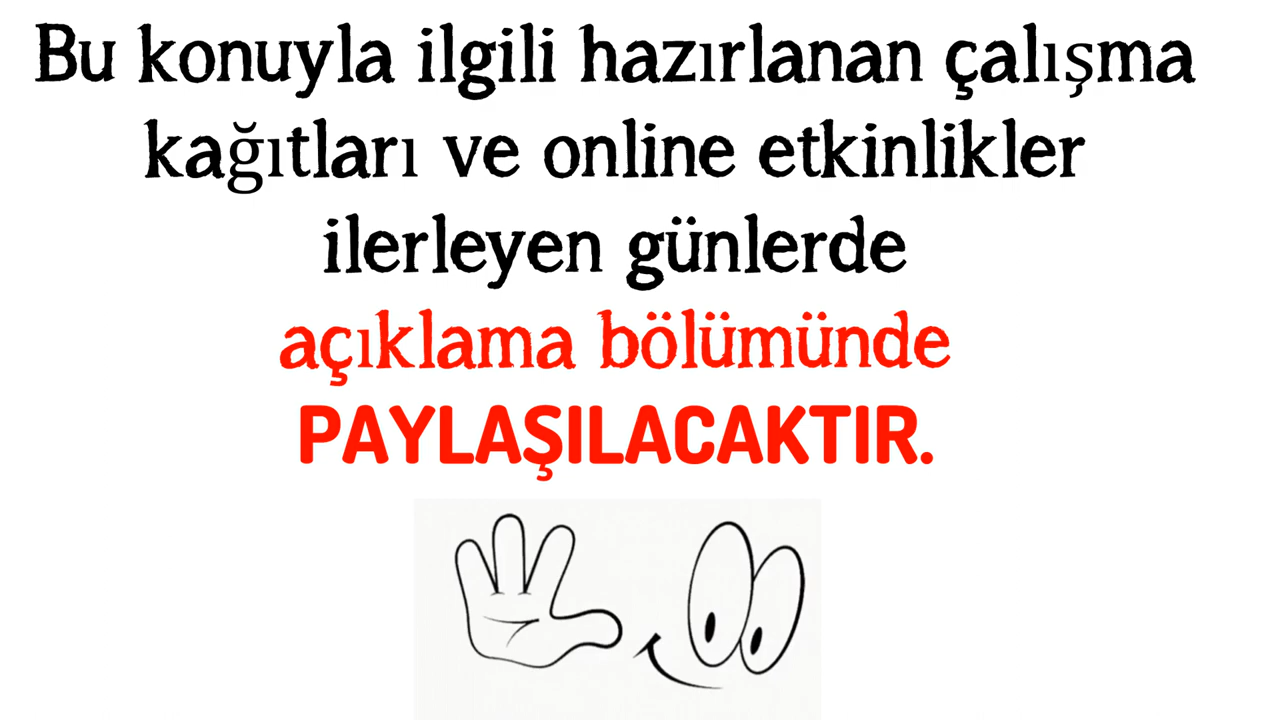 Bu konuyla ilgili hazırlanan çalışma
kağıtları ve online etkinlikler
ilerleyen günlerde
açıklama bölümünde
PAYLAŞILACAKTIR.